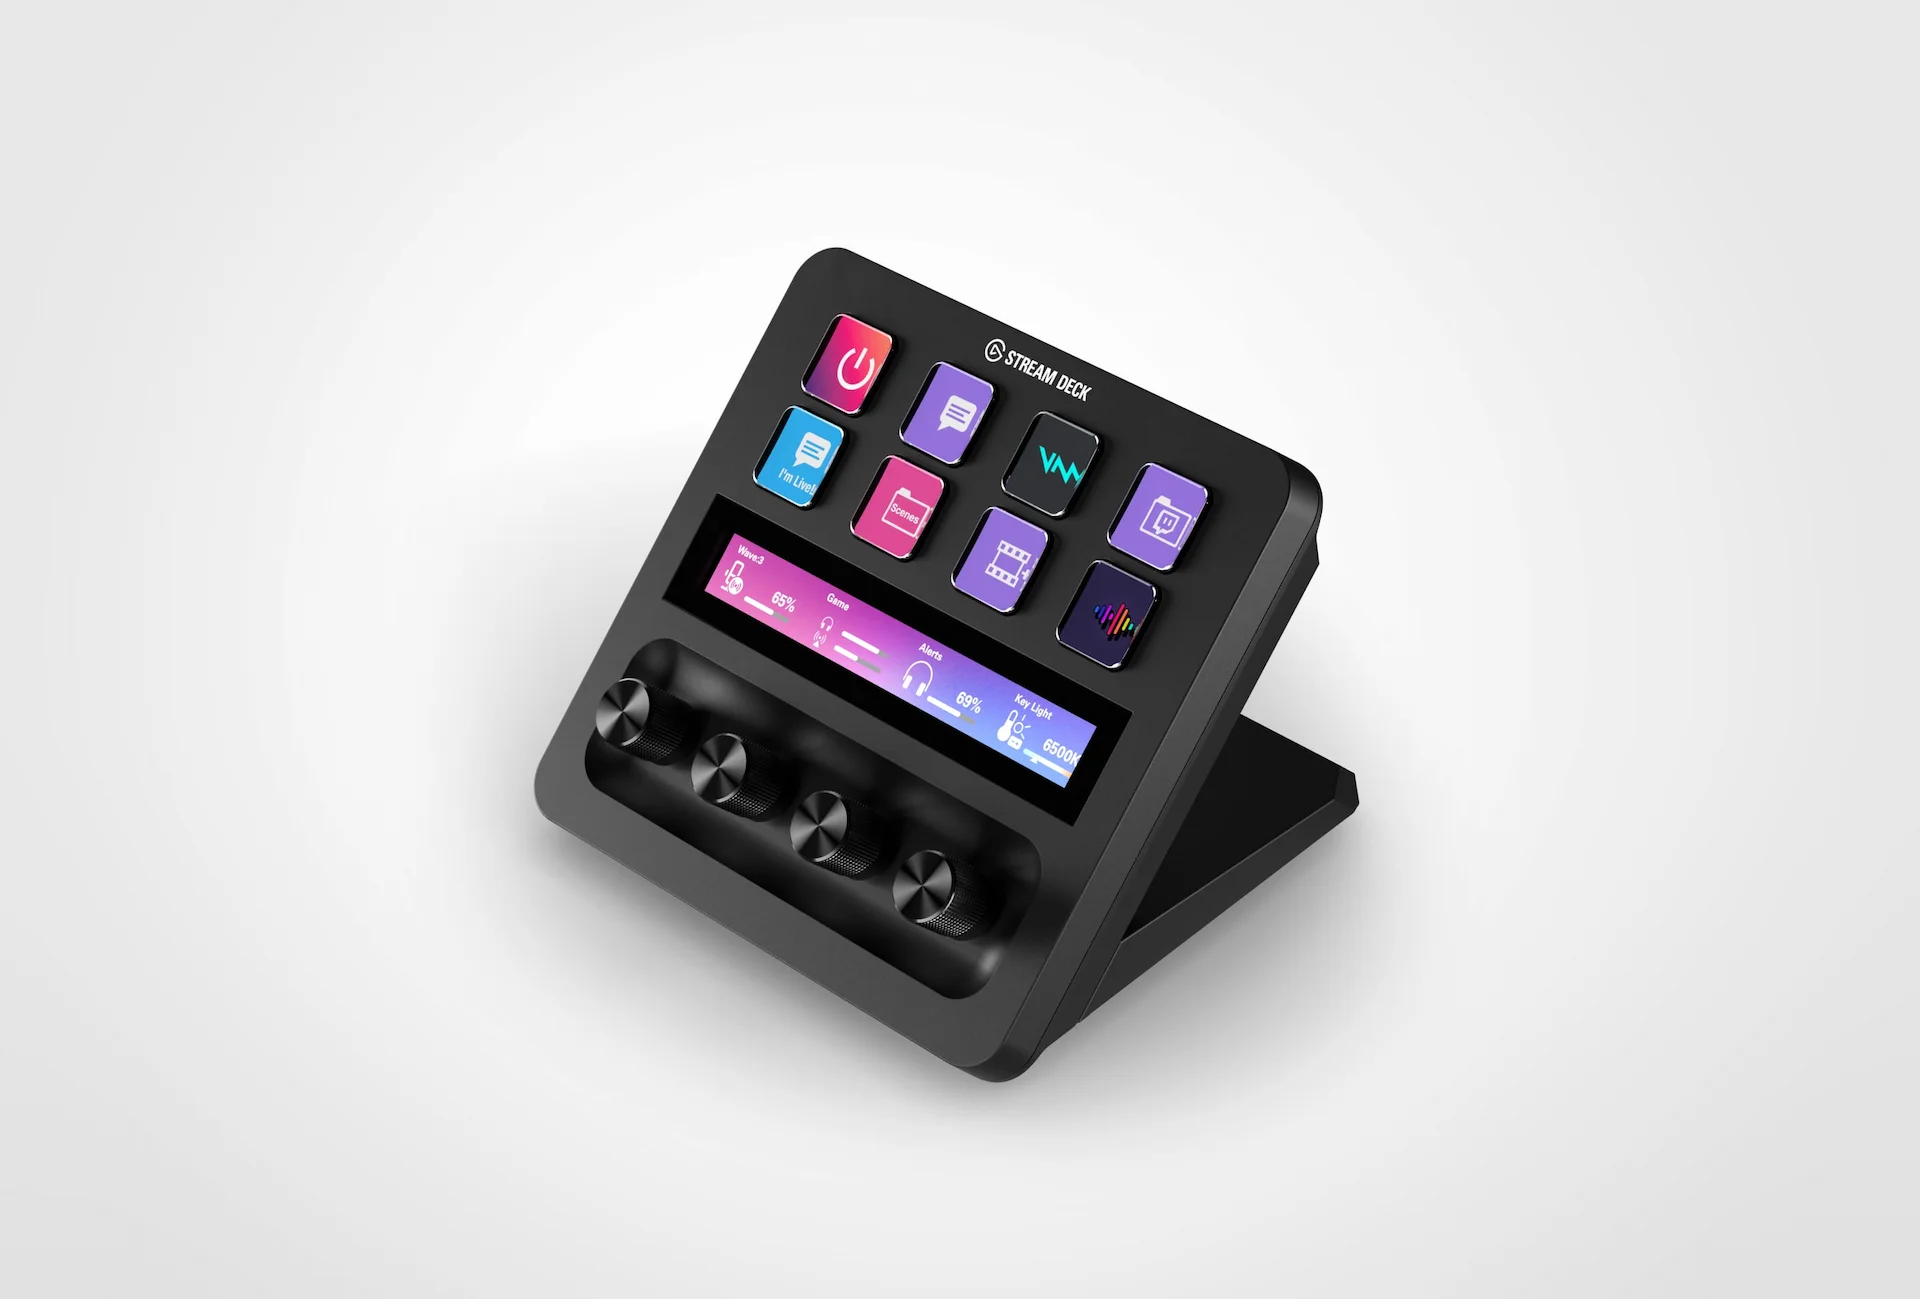 STREAM DECK
I'm Live!
Scenes
Wave:3
65%
Game
Alerts
69%
Key Light
6500K